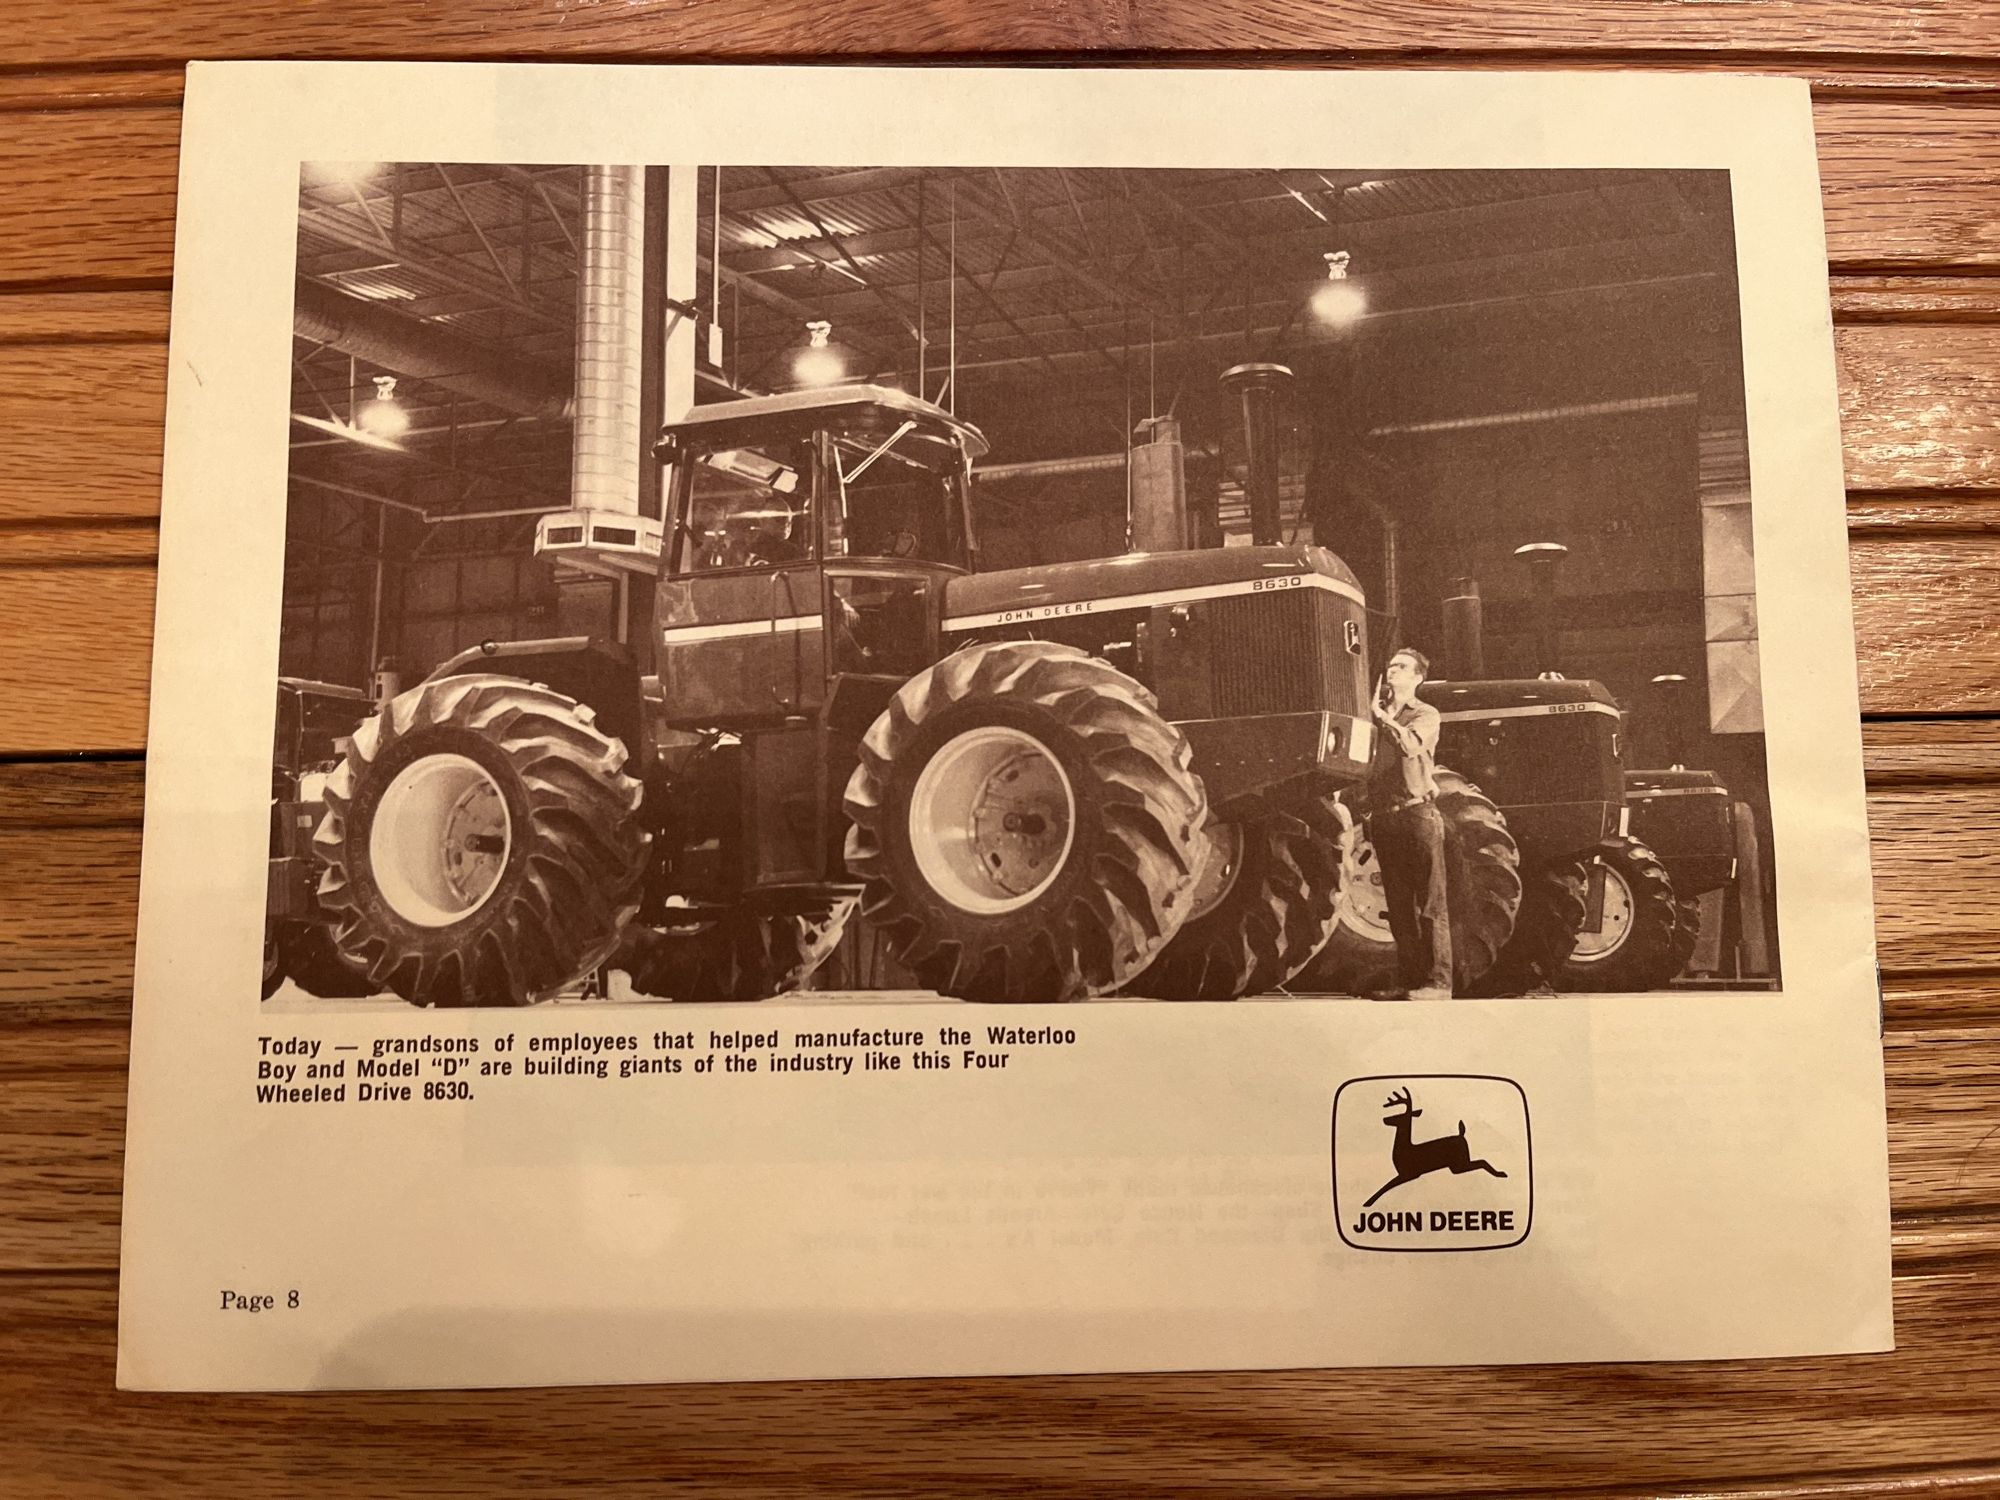 JOHN DEERE
8630
8630
Today — grandsons of employees that helped manufacture the Waterloo
Boy and Model “D” are building giants of the industry like this Four
Wheeled Drive 8630.
JOHN DEERE
Page 8